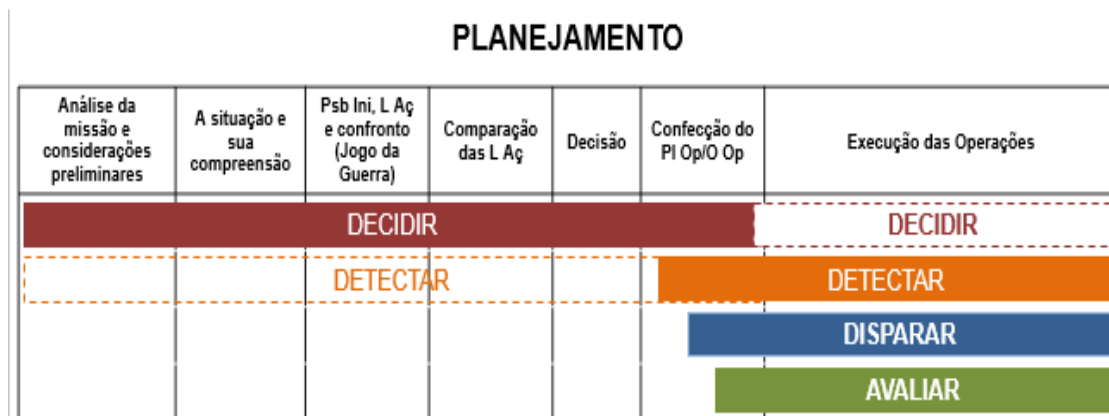 PLANEJAMENTO
Análise da
missão e
considerações
preliminares
A situação e
sua
compreensão
Psb Ini, L Aç
e confronto
(Jogo da
Guerra)
Comparação
das L Aç
Decisão
Confecção do
Pl Op/O Op
Execução das Operações
DECIDIR
DECIDIR
DETECTAR
DETECTAR
DISPARAR
AVALIAR